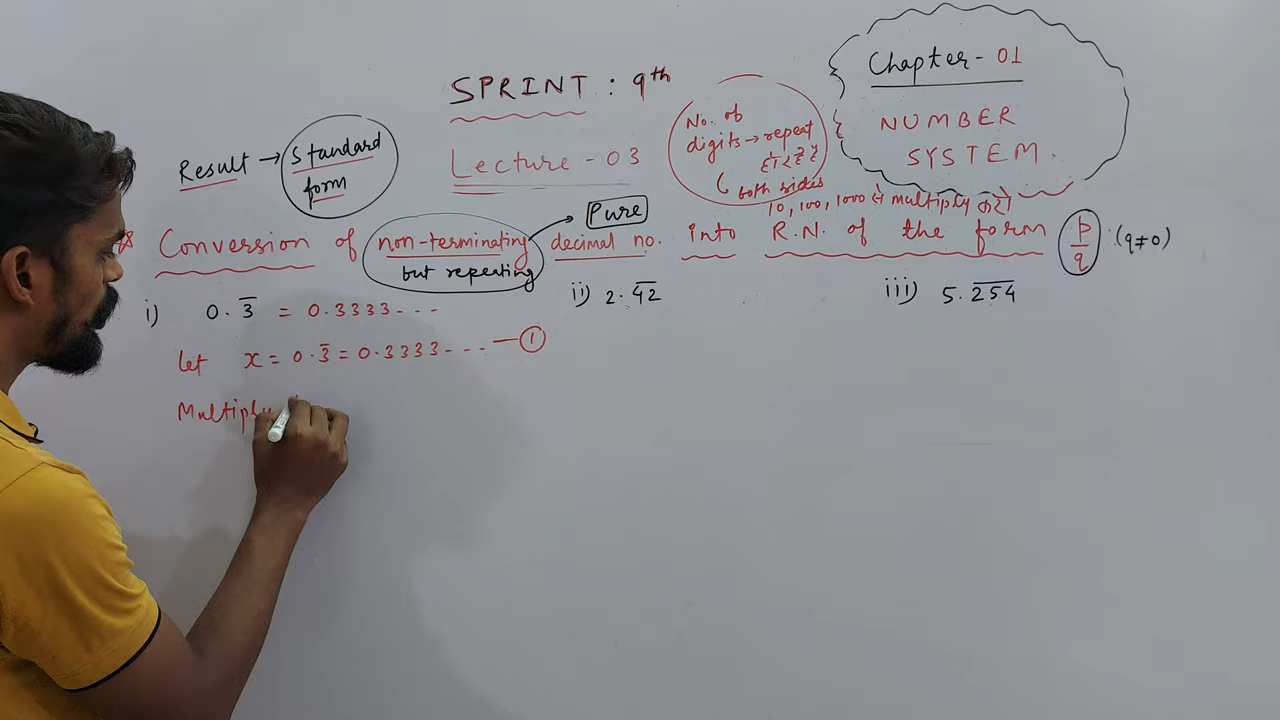 SPRINT : 9th
Lecture - 03
Chapter - 01
NUMBER
SYSTEM
Result → Standard
form
No. of
digits → repeat
हो रहे हैं
both sides
10, 100, 1000 से multiply करो
Pure
Conversion of non-terminating decimal no. into R.N. of the form p/q (q≠0)
but repeating
i) 0.3̅ = 0.3333---
ii) 2.4̅2̅
iii) 5.2̅5̅4̅
Let x = 0.3̅ = 0.3333--- — ①
Multiply